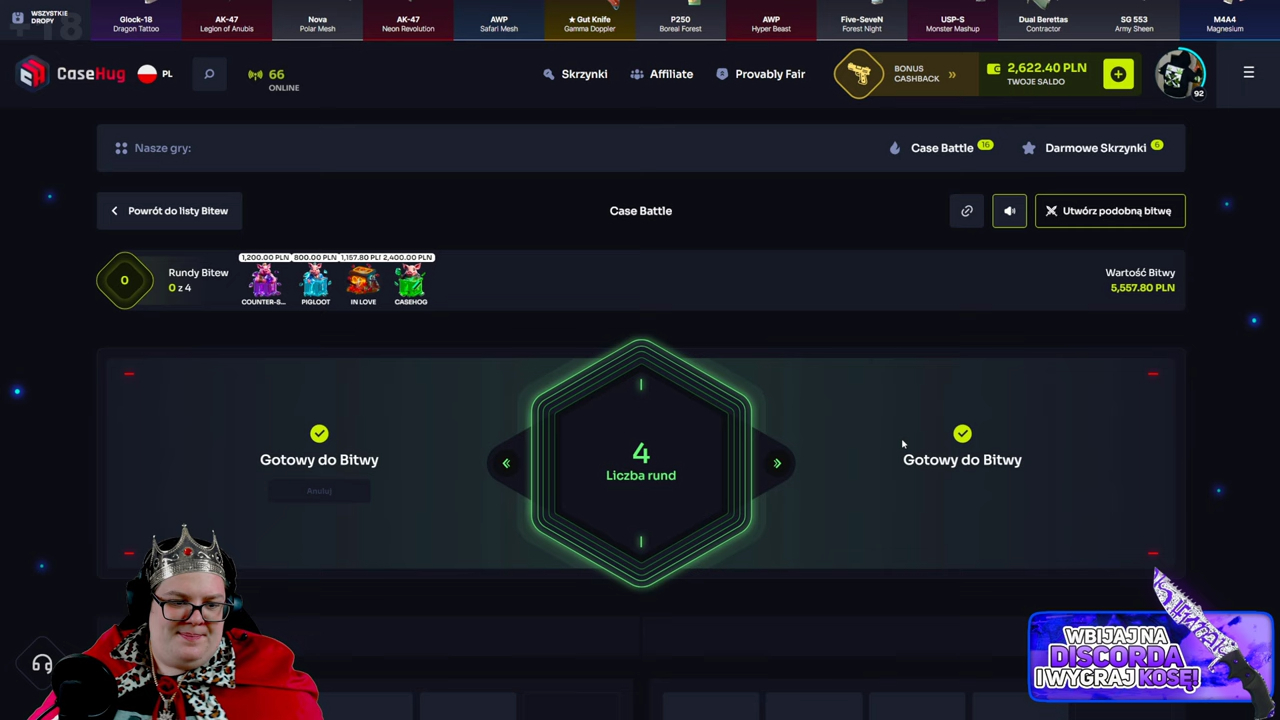 WSZYSTKIE
DROPY
+18
Glock-18
Dragon Tattoo
AK-47
Legion of Anubis
Nova
Polar Mesh
AK-47
Neon Revolution
AWP
Safari Mesh
★ Gut Knife
Gamma Doppler
P250
Boreal Forest
AWP
Hyper Beast
Five-SeveN
Forest Night
USP-S
Monster Mashup
Dual Berettas
Contractor
SG 553
Army Sheen
M4A4
Magnesium
CASEHUG
PL
66
ONLINE
Skrzynki
Affiliate
Provably Fair
BONUS
CASHBACK
2,622.40 PLN
TWOJE SALDO
92
Nasze gry:
Case Battle 16
Darmowe Skrzynki 6
Powrót do listy Bitew
Case Battle
Utwórz podobną bitwę
0
Rundy Bitew
0 z 4
1,200.00 PLN
COUNTER-S...
800.00 PLN
PIGLOOT
1,157.80 PLN
IN LOVE
2,400.00 PLN
CASEHOG
Wartość Bitwy
5,557.80 PLN
Gotowy do Bitwy
Anuluj
4
Liczba rund
Gotowy do Bitwy
WBIJAJ NA
DISCORDA
I WYGRAJ KOSĘ!